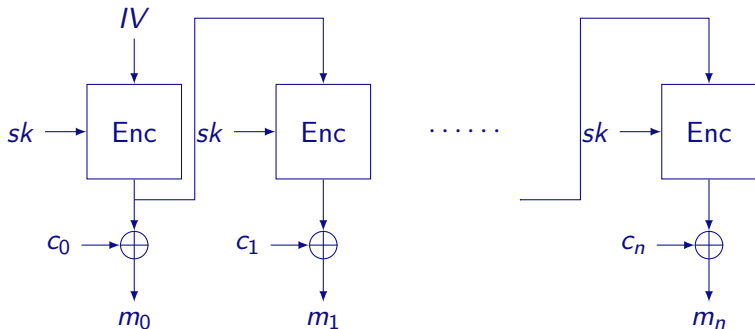 IV
sk Enc sk Enc ...... sk Enc
c₀ c₁ cₙ
m₀ m₁ mₙ